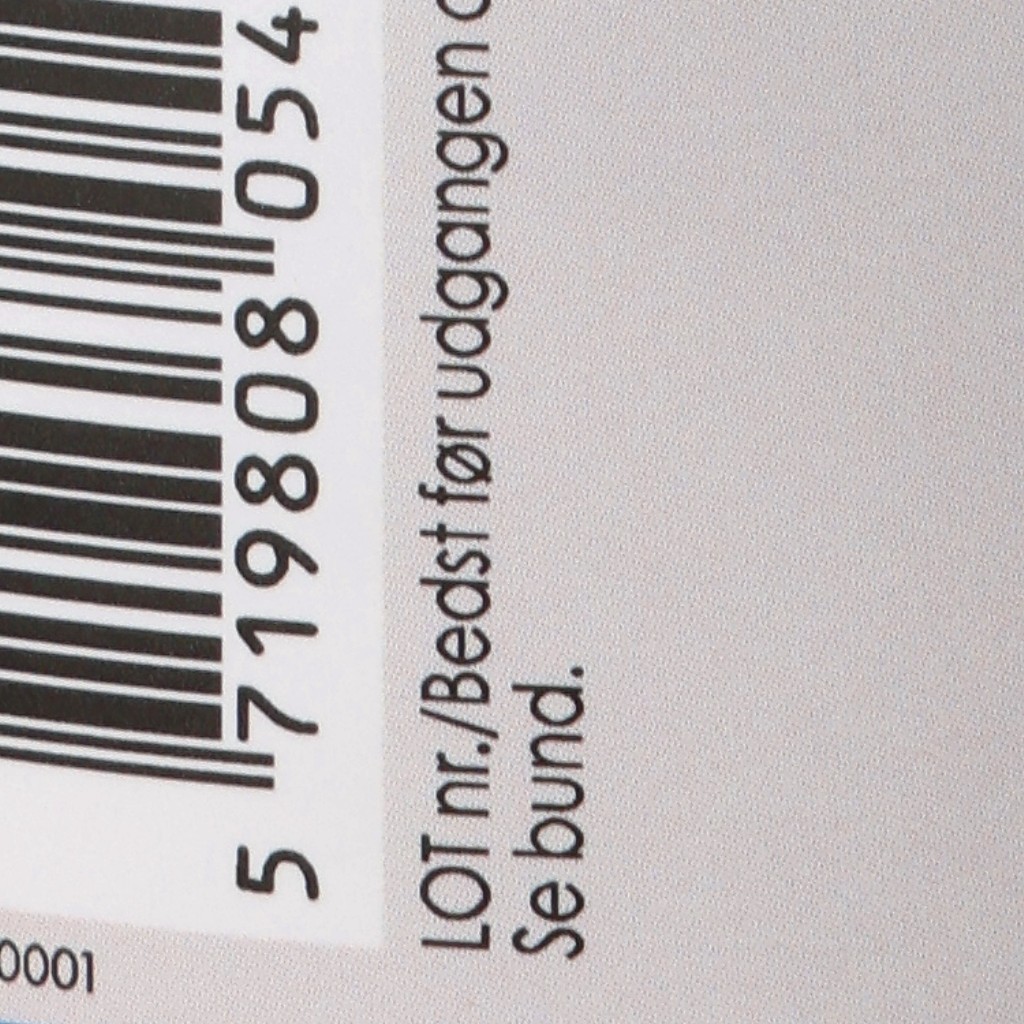 5 719808 054
LOT nr./Bedst før udgangen
Se bund.
0001